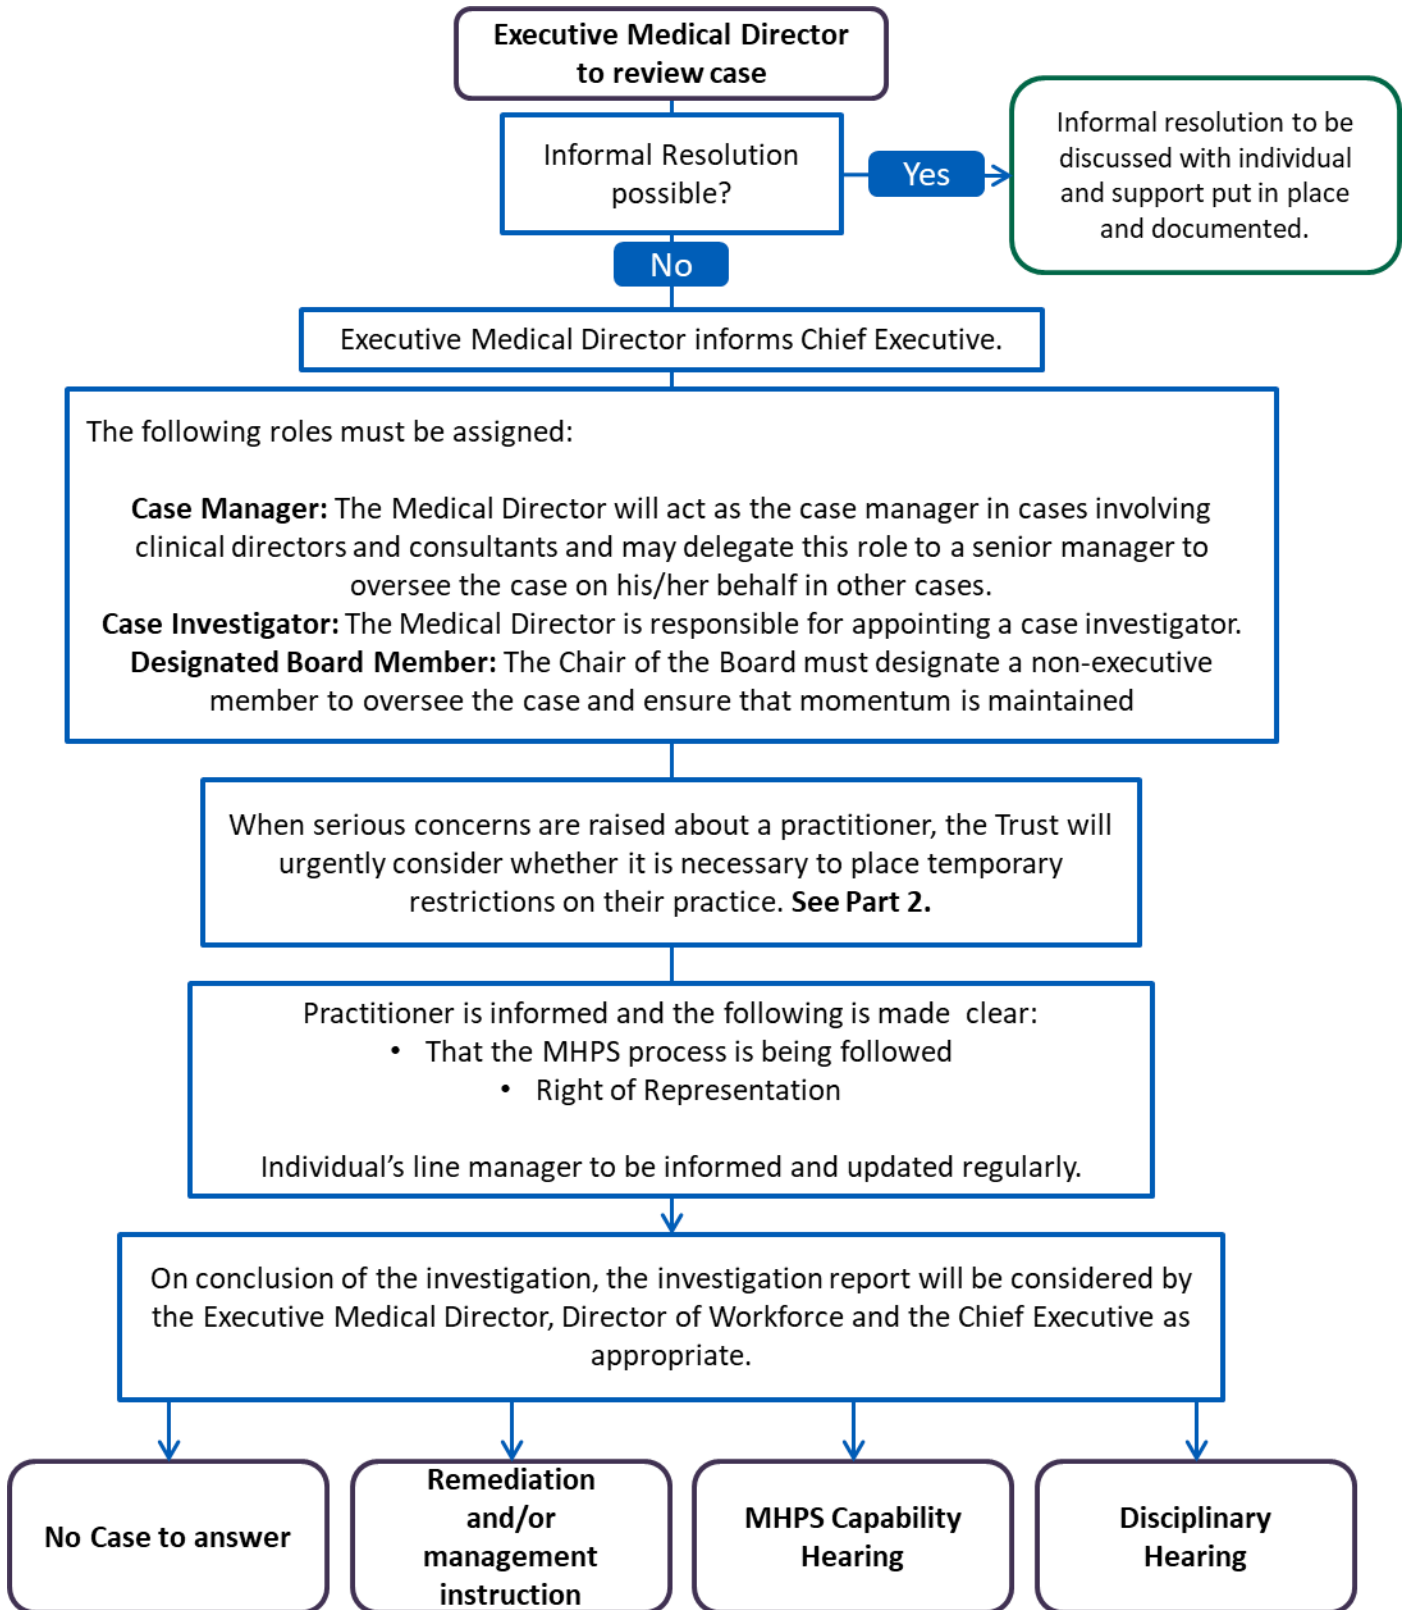 Executive Medical Director
to review case
Informal Resolution
possible?
Yes
Informal resolution to be
discussed with individual
and support put in place
and documented.
No
Executive Medical Director informs Chief Executive.
The following roles must be assigned:
Case Manager: The Medical Director will act as the case manager in cases involving
clinical directors and consultants and may delegate this role to a senior manager to
oversee the case on his/her behalf in other cases.
Case Investigator: The Medical Director is responsible for appointing a case investigator.
Designated Board Member: The Chair of the Board must designate a non-executive
member to oversee the case and ensure that momentum is maintained
When serious concerns are raised about a practitioner, the Trust will
urgently consider whether it is necessary to place temporary
restrictions on their practice. See Part 2.
Practitioner is informed and the following is made clear:
• That the MHPS process is being followed
• Right of Representation
Individual’s line manager to be informed and updated regularly.
On conclusion of the investigation, the investigation report will be considered by
the Executive Medical Director, Director of Workforce and the Chief Executive as
appropriate.
No Case to answer
Remediation
and/or
management
instruction
MHPS Capability
Hearing
Disciplinary
Hearing